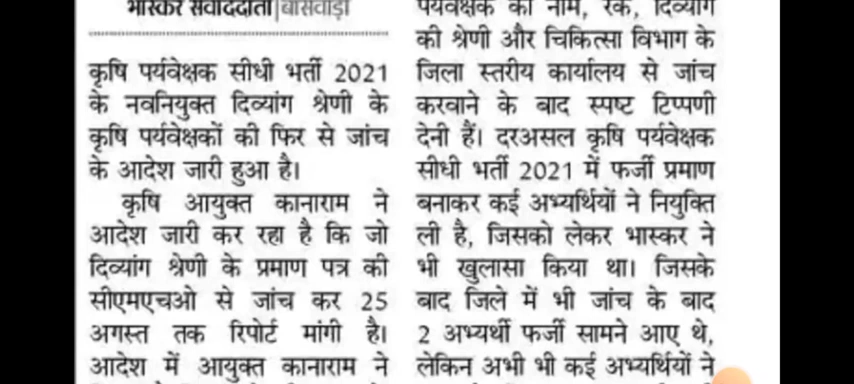 भास्कर संवाददाता|बांसवाड़ा
कृषि पर्यवेक्षक सीधी भर्ती 2021
के नवनियुक्त दिव्यांग श्रेणी के
कृषि पर्यवेक्षकों की फिर से जांच
के आदेश जारी हुआ है।
कृषि आयुक्त कानाराम ने
आदेश जारी कर रहा है कि जो
दिव्यांग श्रेणी के प्रमाण पत्र की
सीएमएचओ से जांच कर 25
अगस्त तक रिपोर्ट मांगी है।
आदेश में आयुक्त कानाराम ने
पर्यवेक्षक का नाम, रैंक, दिव्यांग
की श्रेणी और चिकित्सा विभाग के
जिला स्तरीय कार्यालय से जांच
करवाने के बाद स्पष्ट टिप्पणी
देनी हैं। दरअसल कृषि पर्यवेक्षक
सीधी भर्ती 2021 में फर्जी प्रमाण
बनाकर कई अभ्यर्थियों ने नियुक्ति
ली है, जिसको लेकर भास्कर ने
भी खुलासा किया था। जिसके
बाद जिले में भी जांच के बाद
2 अभ्यर्थी फर्जी सामने आए थे,
लेकिन अभी भी कई अभ्यर्थियों ने